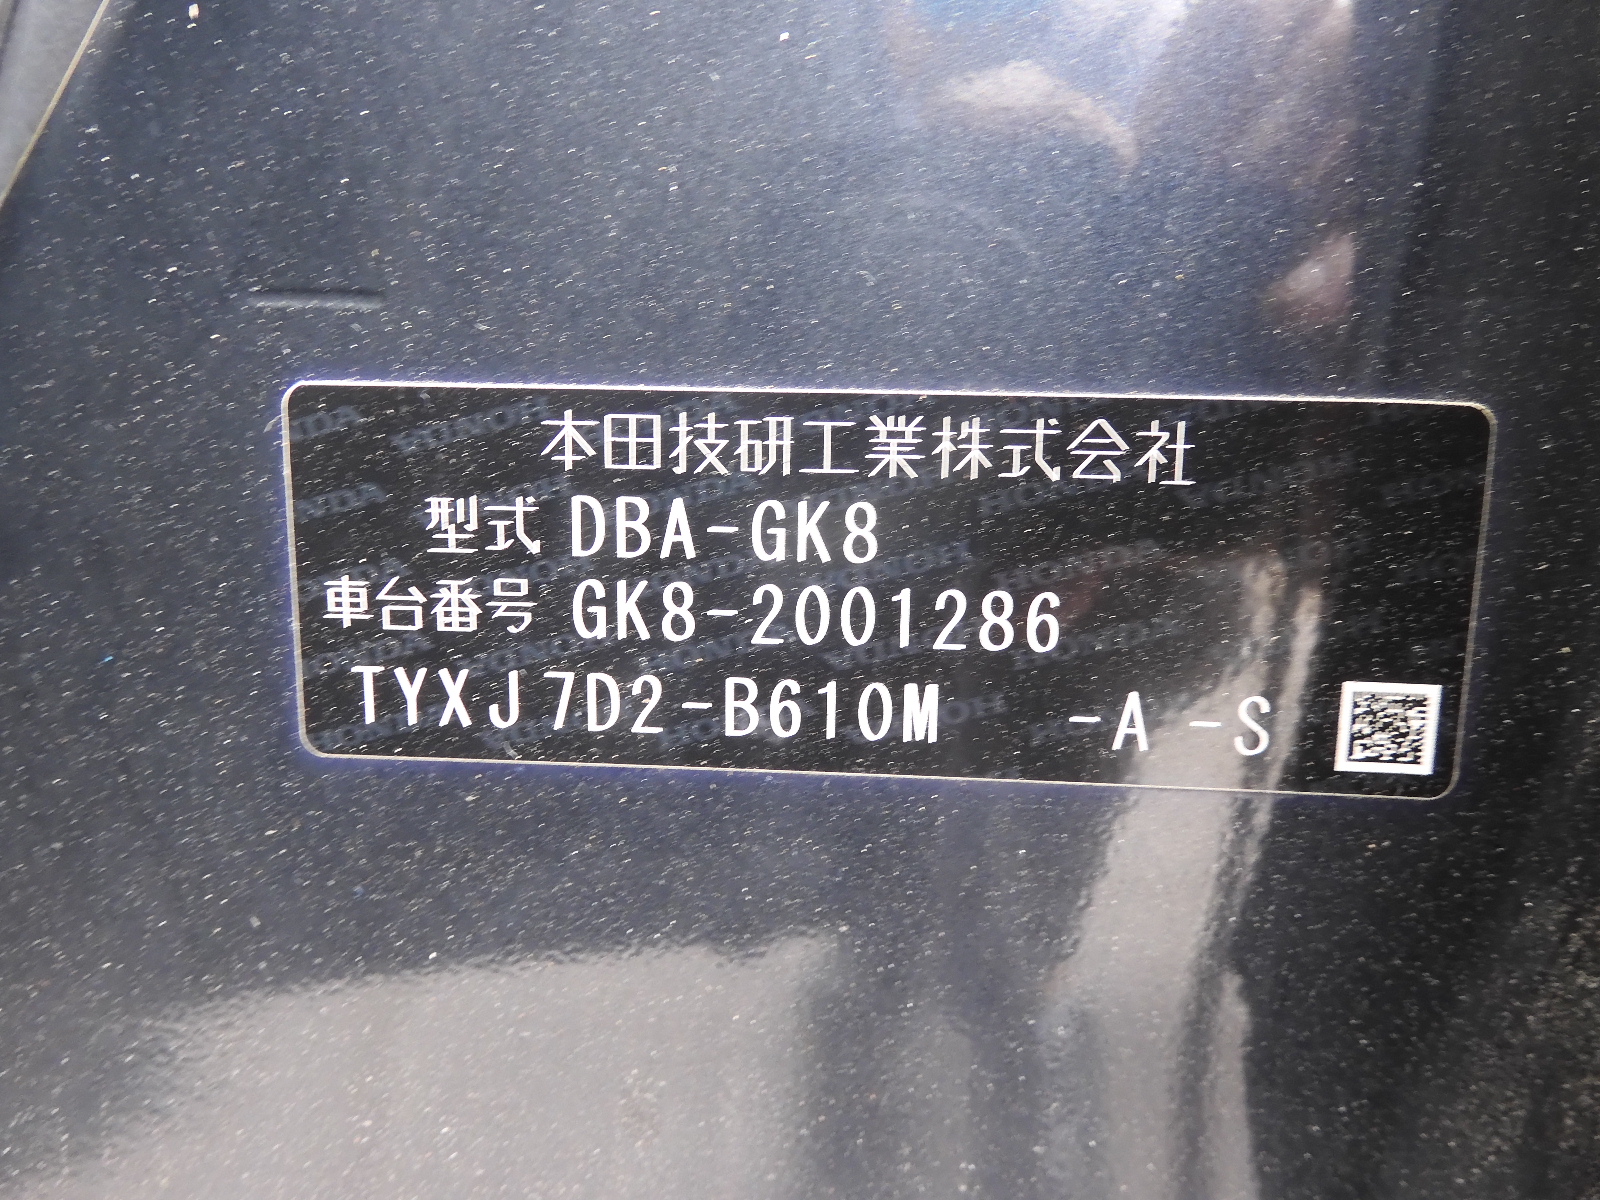 本田技研工業株式会社
型式 DBA-GK8
車台番号 GK8-2001286
TYXJ7D2-B610M -A -S